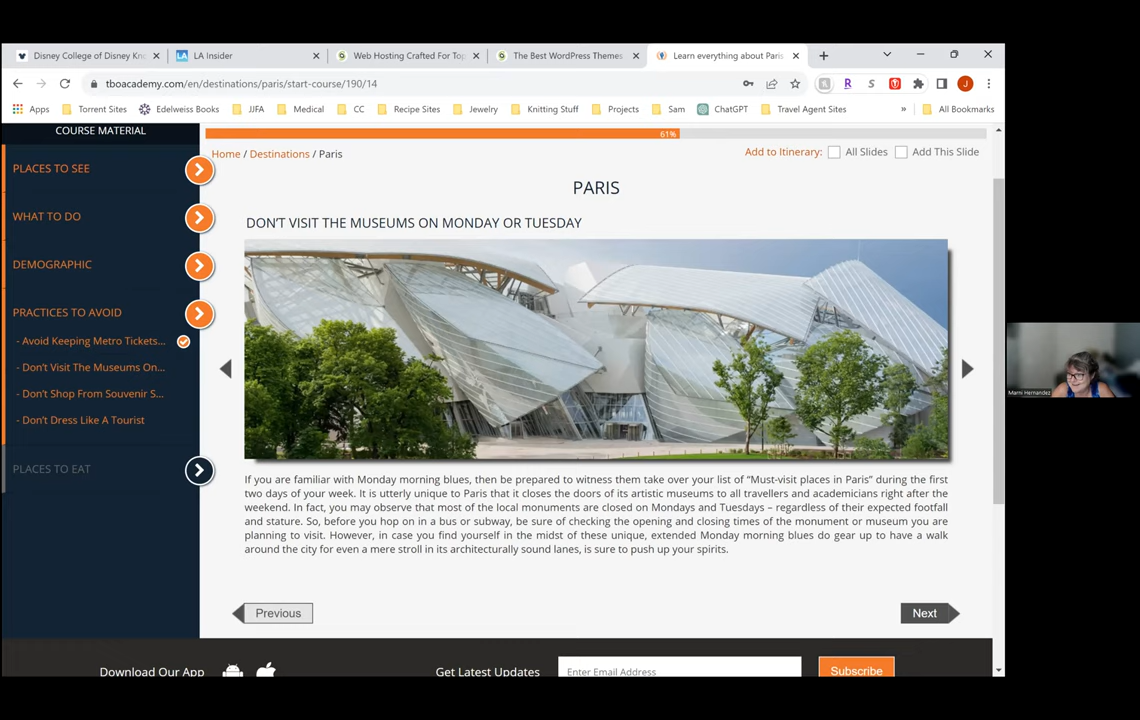 Disney College of Disney Kno
LA Insider
Web Hosting Crafted For Top
The Best WordPress Themes
Learn everything about Paris
tboacademy.com/en/destinations/paris/start-course/190/14
Apps
Torrent Sites
Edelweiss Books
JJFA
Medical
CC
Recipe Sites
Jewelry
Knitting Stuff
Projects
Sam
ChatGPT
Travel Agent Sites
»
All Bookmarks
COURSE MATERIAL
61%
Home / Destinations / Paris
Add to Itinerary: All Slides Add This Slide
PLACES TO SEE
WHAT TO DO
DEMOGRAPHIC
PRACTICES TO AVOID
- Avoid Keeping Metro Tickets...
- Don't Visit The Museums On...
- Don't Shop From Souvenir S...
- Don't Dress Like A Tourist
PLACES TO EAT
PARIS
DON'T VISIT THE MUSEUMS ON MONDAY OR TUESDAY
If you are familiar with Monday morning blues, then be prepared to witness them take over your list of "Must-visit places in Paris" during the first
two days of your week. It is utterly unique to Paris that it closes the doors of its artistic museums to all travellers and academicians right after the
weekend. In fact, you may observe that most of the local monuments are closed on Mondays and Tuesdays – regardless of their expected footfall
and stature. So, before you hop on in a bus or subway, be sure of checking the opening and closing times of the monument or museum you are
planning to visit. However, in case you find yourself in the midst of these unique, extended Monday morning blues do gear up to have a walk
around the city for even a mere stroll in its architecturally sound lanes, is sure to push up your spirits.
Previous
Next
Download Our App
Get Latest Updates
Enter Email Address
Subscribe
Marni Hernandez